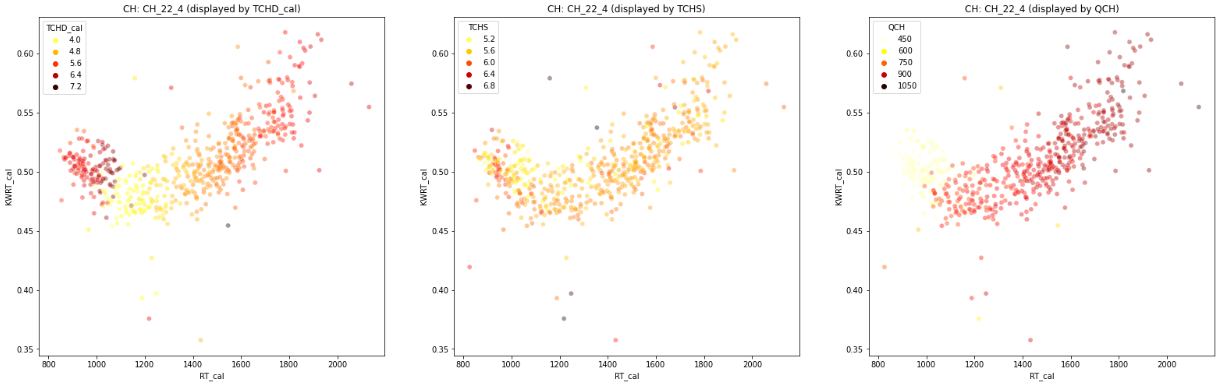 CH: CH_22_4 (displayed by TCHD_cal)
TCHD_cal
4.0
4.8
5.6
6.4
7.2
0.60
0.55
0.50
0.45
0.40
0.35
KWRT_cal
800 1000 1200 1400 1600 1800 2000
RT_cal
CH: CH_22_4 (displayed by TCHS)
TCHS
5.2
5.6
6.0
6.4
6.8
0.60
0.55
0.50
0.45
0.40
0.35
KWRT_cal
800 1000 1200 1400 1600 1800 2000
RT_cal
CH: CH_22_4 (displayed by QCH)
QCH
450
600
750
900
1050
0.60
0.55
0.50
0.45
0.40
0.35
KWRT_cal
800 1000 1200 1400 1600 1800 2000
RT_cal